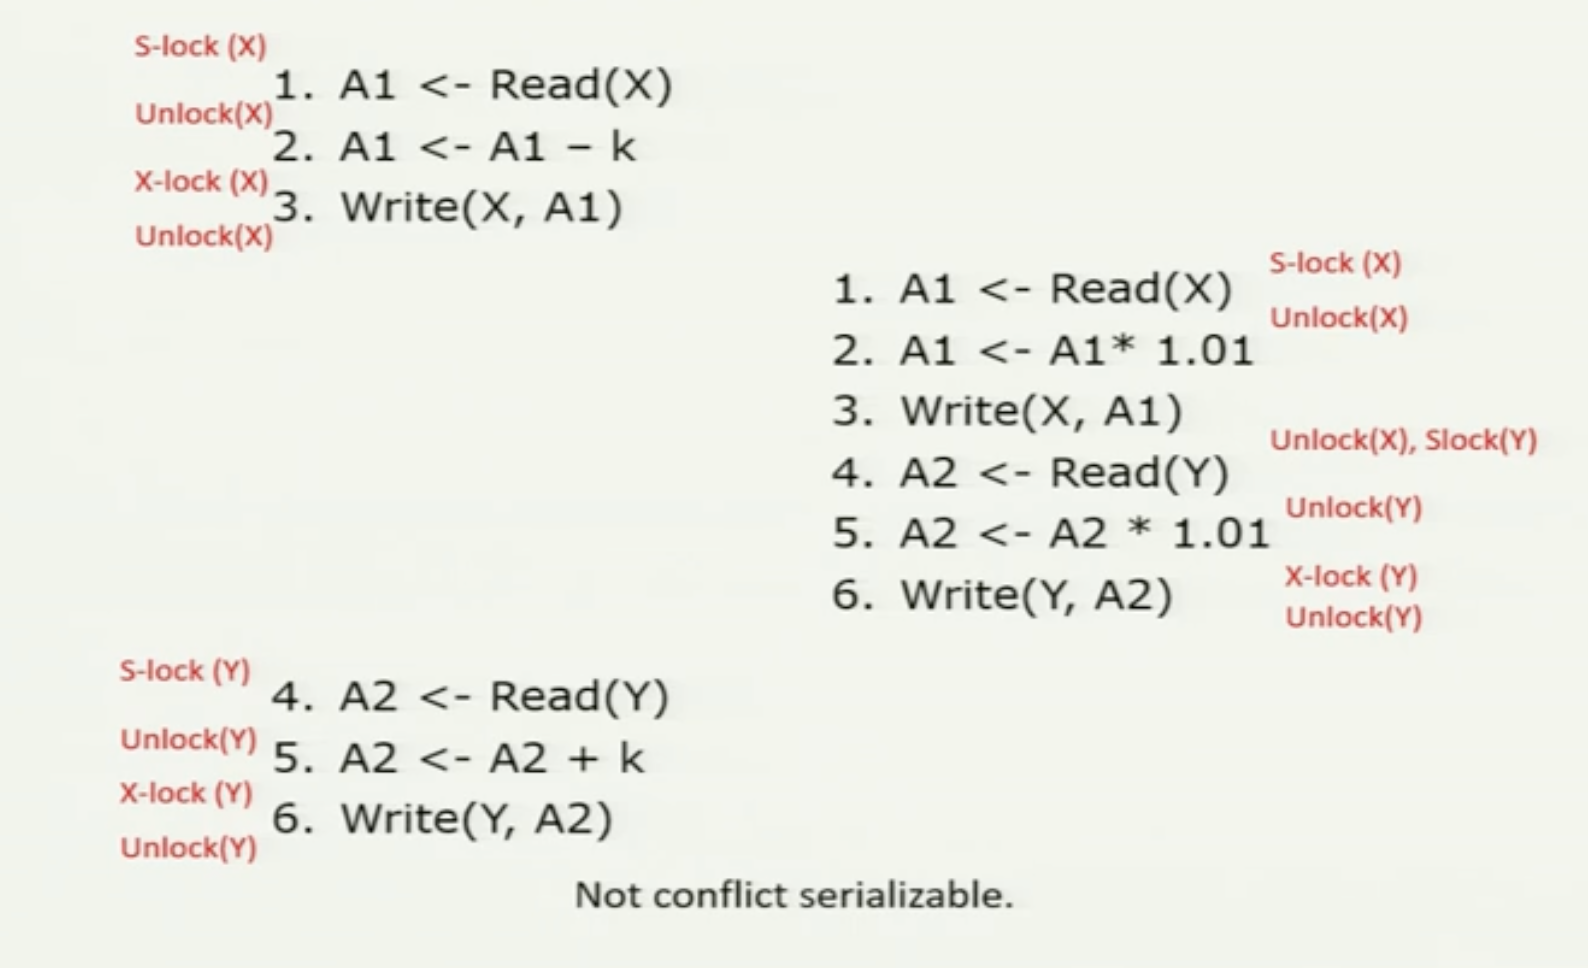 S-lock (X)
1. A1 <- Read(X)
Unlock(X)
2. A1 <- A1 – k
X-lock (X)
3. Write(X, A1)
Unlock(X)
S-lock (X)
1. A1 <- Read(X)
Unlock(X)
2. A1 <- A1* 1.01
3. Write(X, A1)
Unlock(X), Slock(Y)
4. A2 <- Read(Y)
Unlock(Y)
5. A2 <- A2 * 1.01
X-lock (Y)
6. Write(Y, A2)
Unlock(Y)
S-lock (Y)
4. A2 <- Read(Y)
Unlock(Y)
5. A2 <- A2 + k
X-lock (Y)
6. Write(Y, A2)
Unlock(Y)
Not conflict serializable.